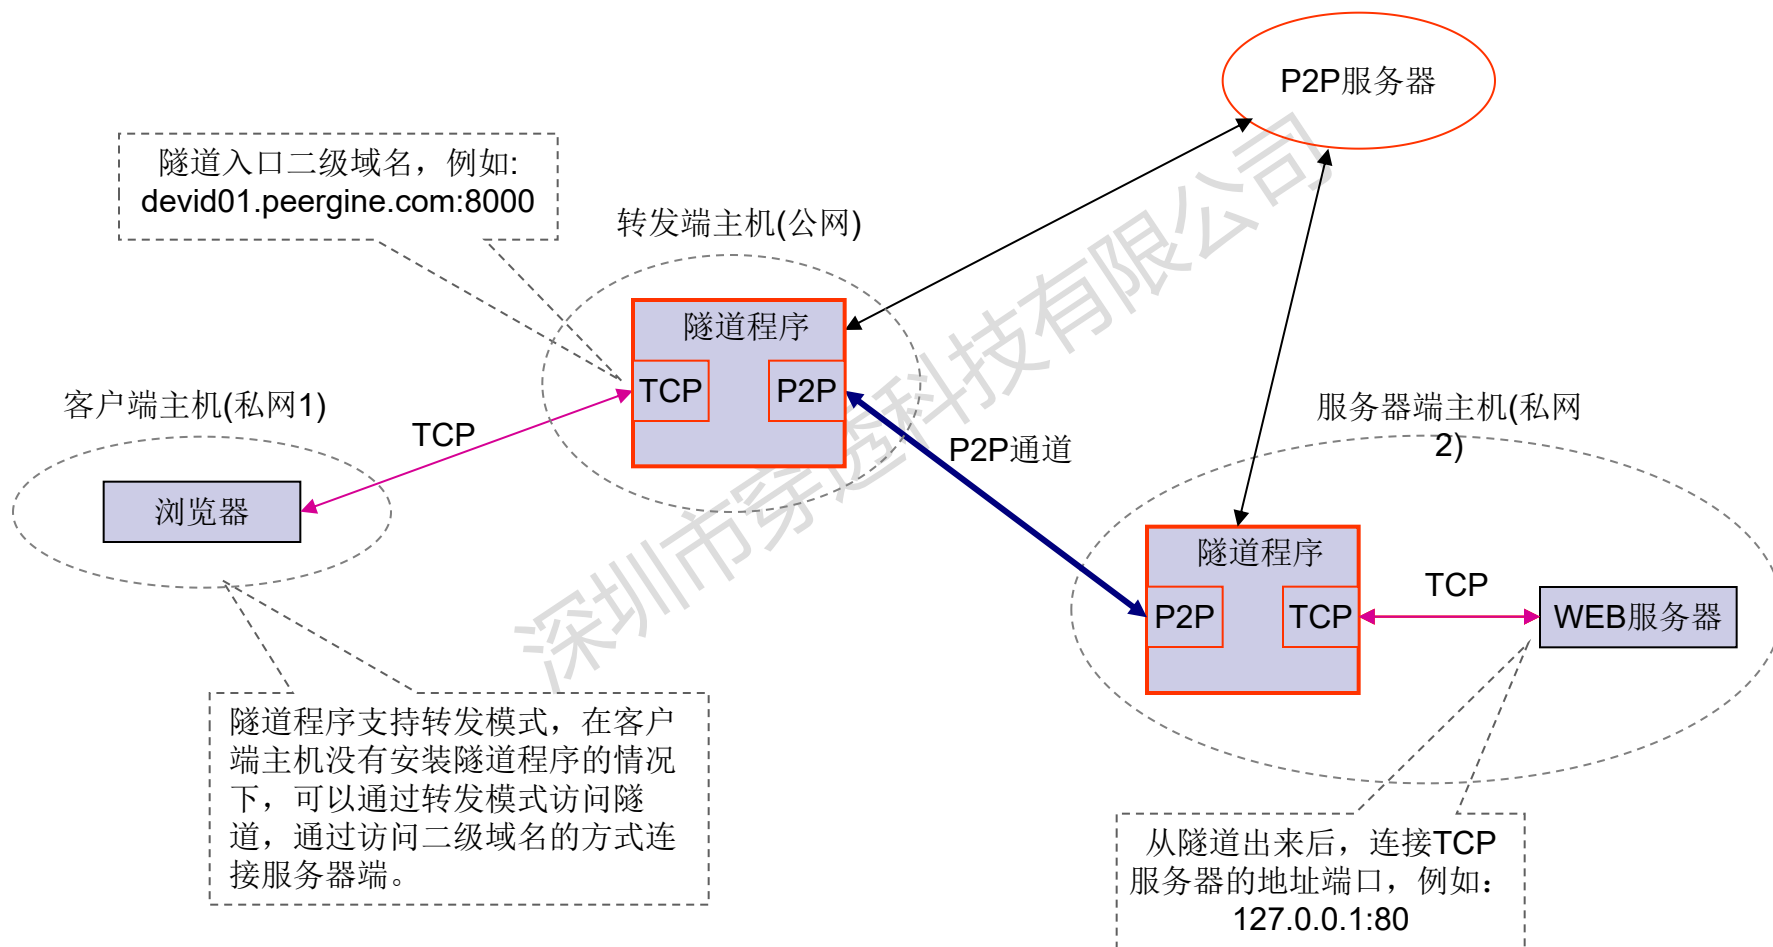 P2P服务器
隧道入口二级域名，例如:
devid01.peergine.com:8000
转发端主机(公网)
隧道程序
TCP
P2P
客户端主机(私网1)
TCP
浏览器
P2P通道
服务器端主机(私网
2)
隧道程序
P2P
TCP
TCP
WEB服务器
隧道程序支持转发模式，在客户
端主机没有安装隧道程序的情况
下，可以通过转发模式访问隧
道，通过访问二级域名的方式连
接服务器端。
从隧道出来后，连接TCP
服务器的地址端口，例如：
127.0.0.1:80
深圳市穿透科技有限公司